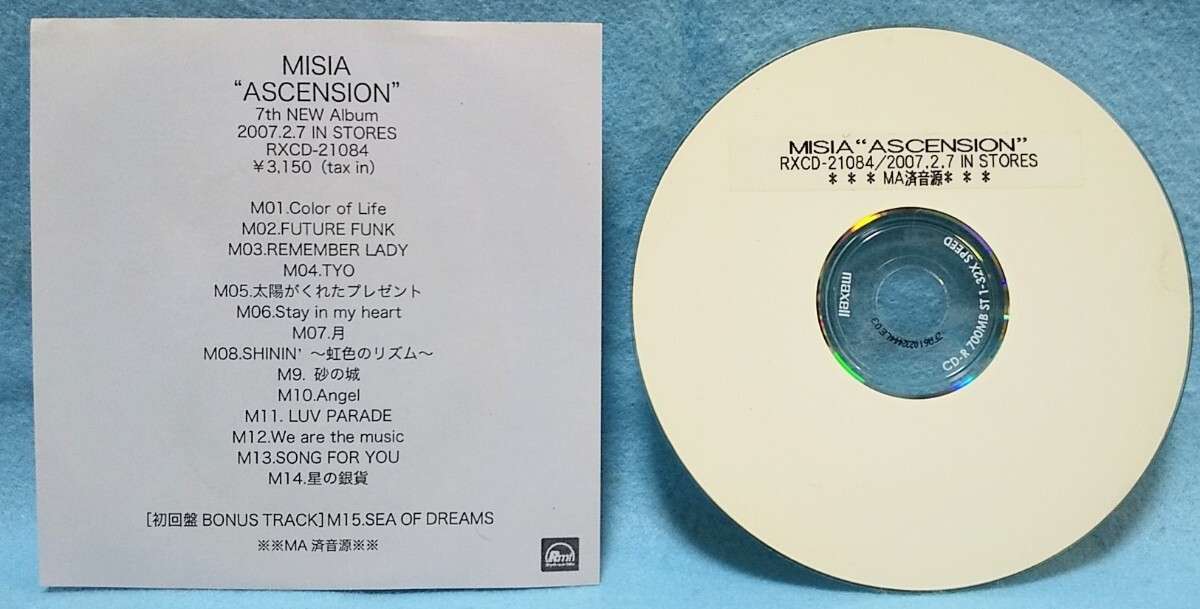 MISIA
“ASCENSION”
7th NEW Album
2007.2.7 IN STORES
RXCD-21084
¥3,150 (tax in)
M01.Color of Life
M02.FUTURE FUNK
M03.REMEMBER LADY
M04.TYO
M05.太陽がくれたプレゼント
M06.Stay in my heart
M07.月
M08.SHININ’ ～虹色のリズム～
M9. 砂の城
M10.Angel
M11. LUV PARADE
M12.We are the music
M13.SONG FOR YOU
M14.星の銀貨
[初回盤 BONUS TRACK]M15.SEA OF DREAMS
※※MA 済音源※※
MISIA“ASCENSION”
RXCD-21084/2007.2.7 IN STORES
＊ ＊ ＊ MA済音源＊ ＊ ＊
maxell
CD-R 700MB ST 1-32X SPEED